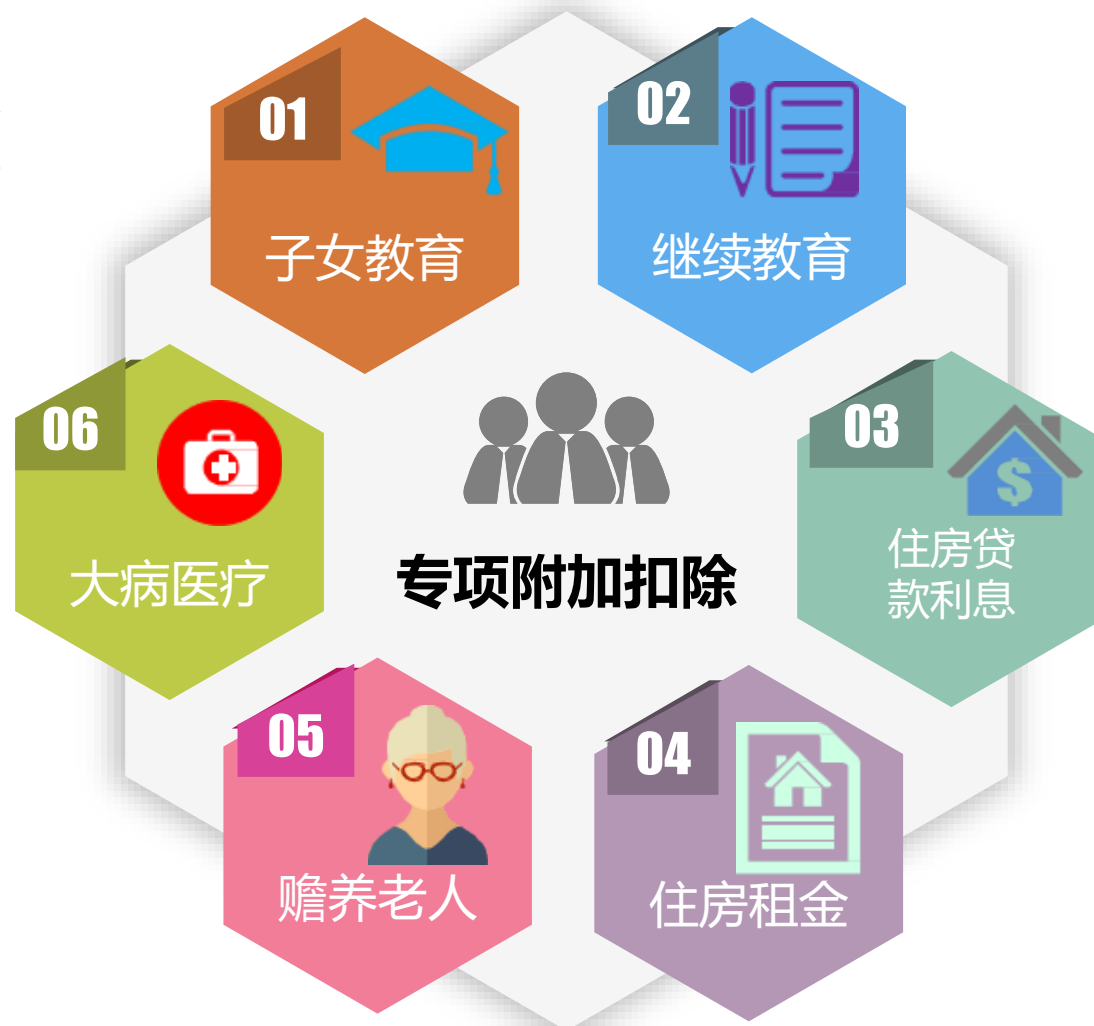 01
子女教育
02
继续教育
03
住房贷
款利息
04
住房租金
05
赡养老人
06
大病医疗
专项附加扣除
$